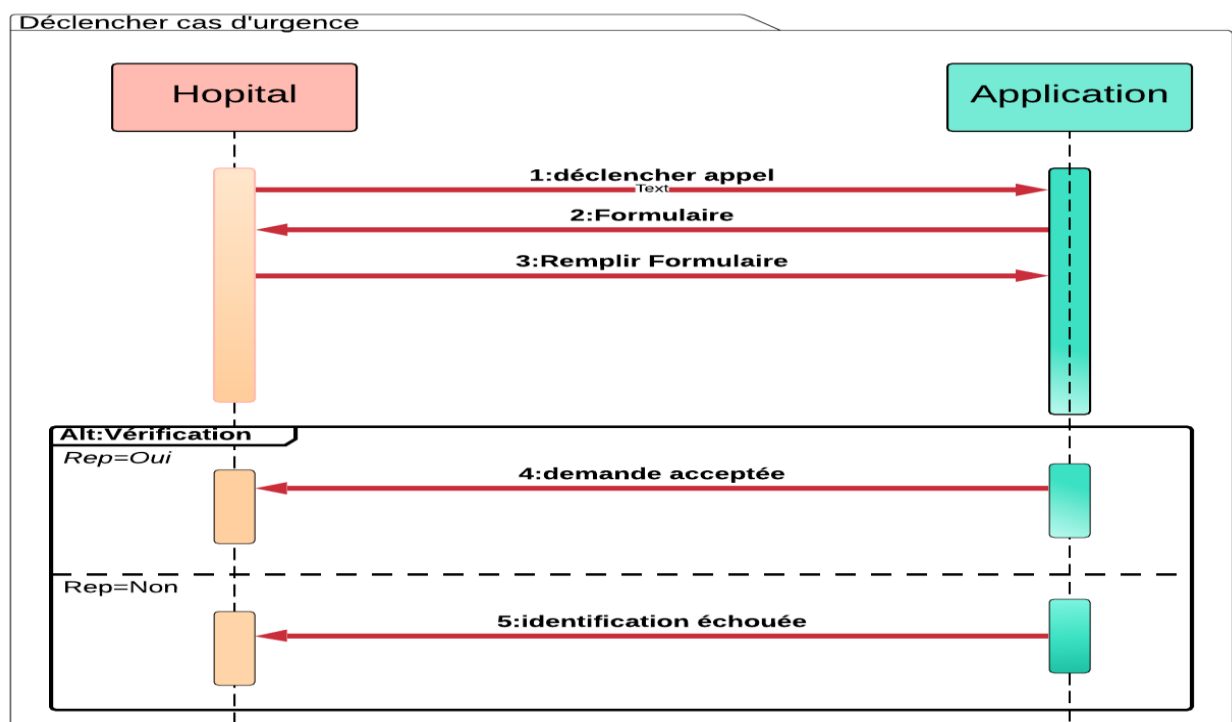 Déclencher cas d'urgence
Hopital
Application
1:déclencher appel
Text
2:Formulaire
3:Remplir Formulaire
Alt:Vérification
Rep=Oui
4:demande acceptée
Rep=Non
5:identification échouée